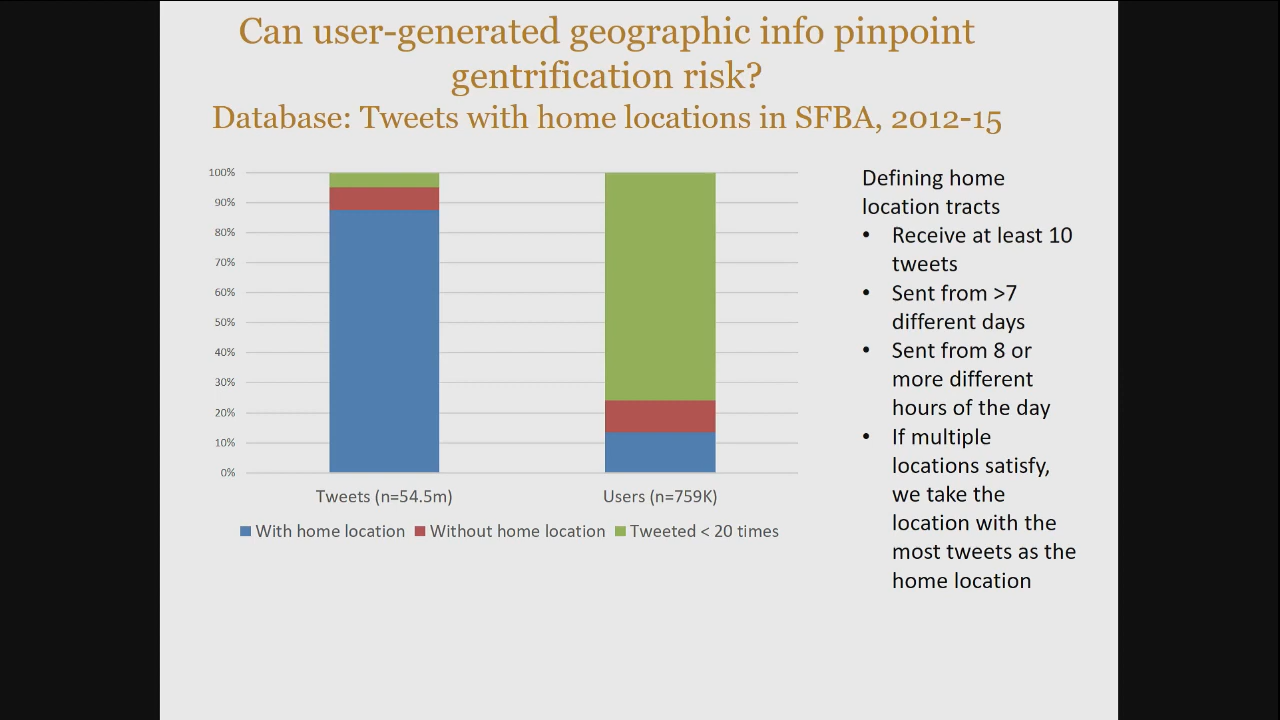 Can user-generated geographic info pinpoint
gentrification risk?
Database: Tweets with home locations in SFBA, 2012-15
100%
90%
80%
70%
60%
50%
40%
30%
20%
10%
0%
Tweets (n=54.5m)
Users (n=759K)
With home location
Without home location
Tweeted < 20 times
Defining home
location tracts
• Receive at least 10
tweets
• Sent from >7
different days
• Sent from 8 or
more different
hours of the day
• If multiple
locations satisfy,
we take the
location with the
most tweets as the
home location